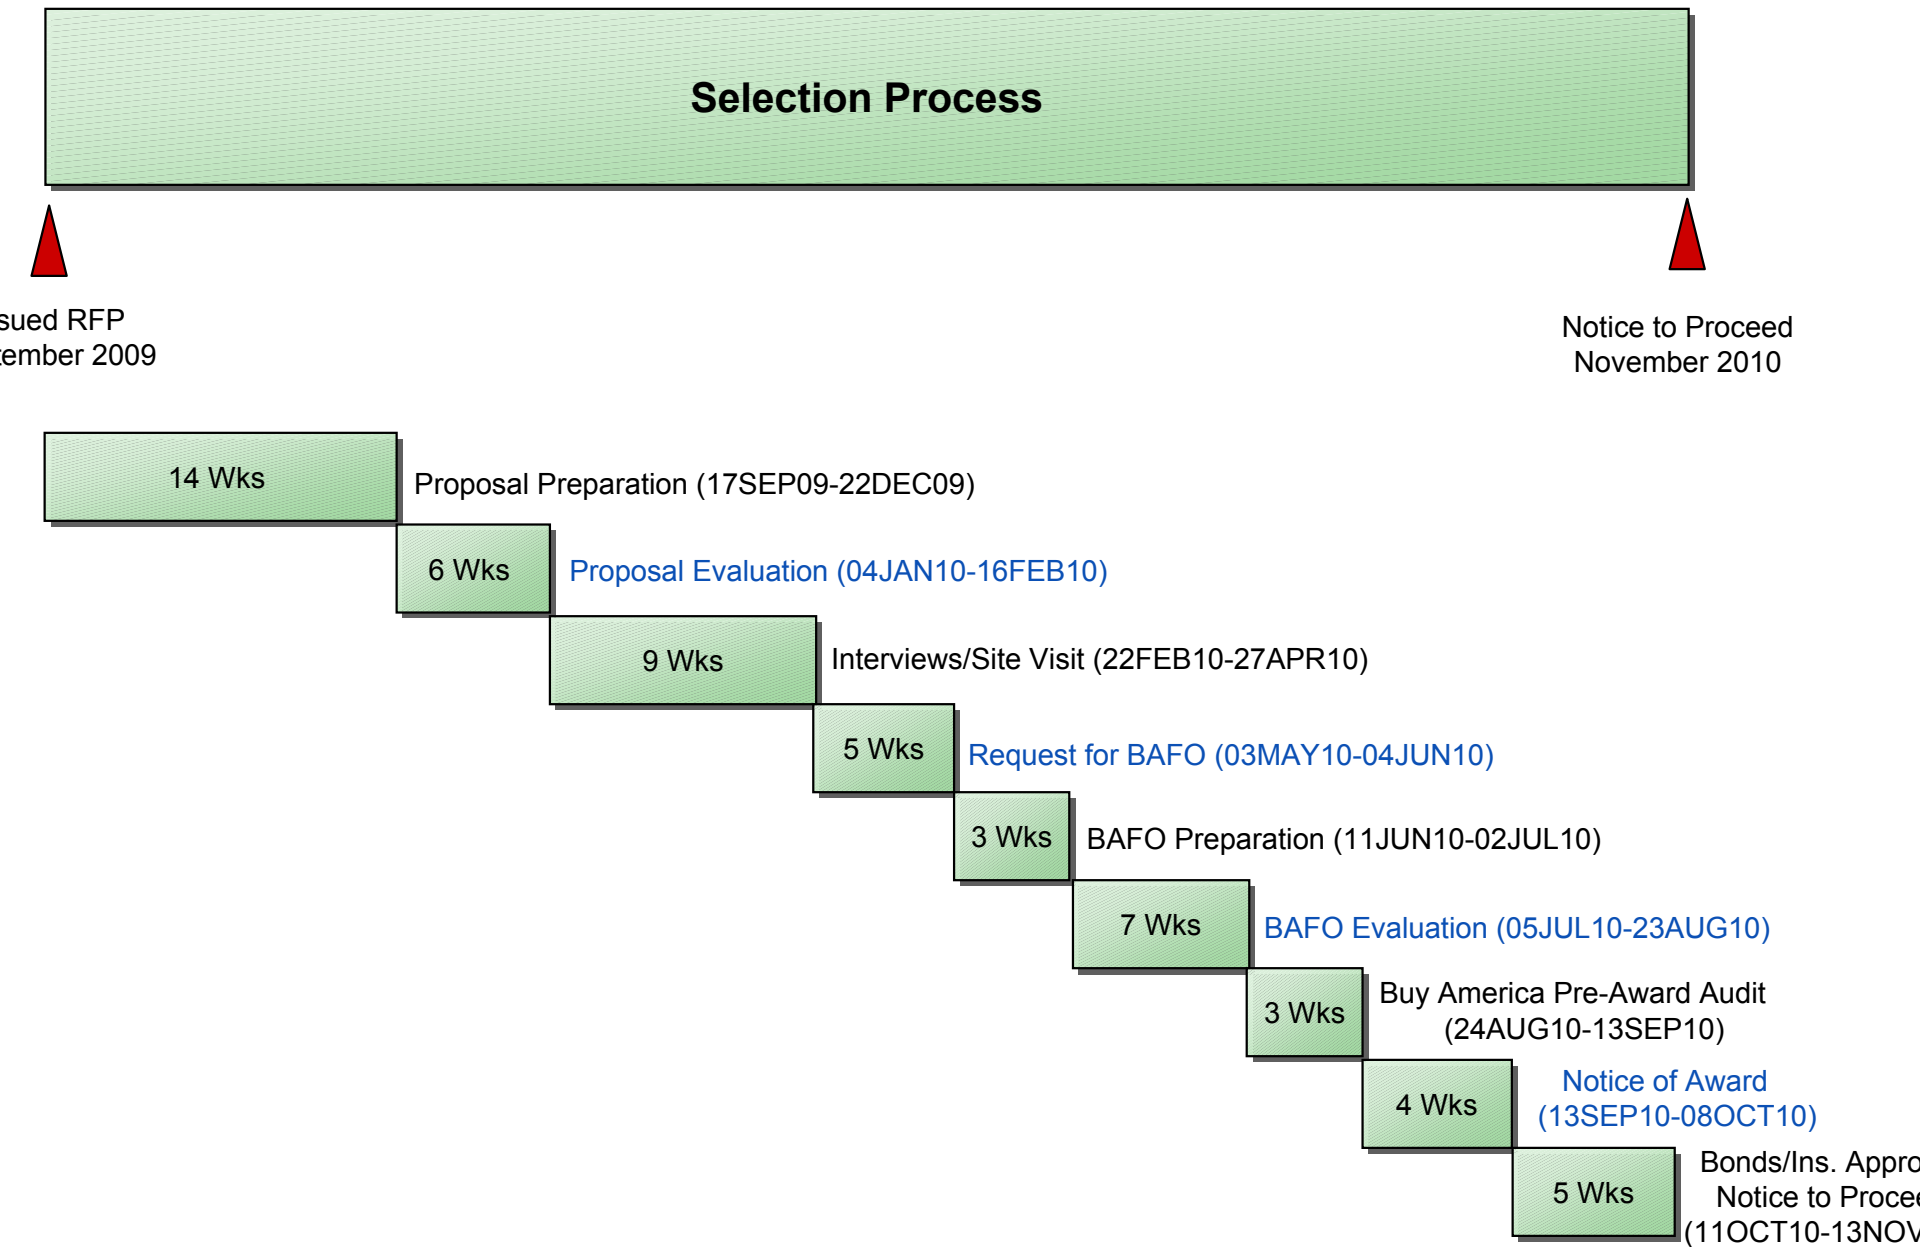 Selection Process
sued RFP
tember 2009
Notice to Proceed
November 2010
14 Wks
Proposal Preparation (17SEP09-22DEC09)
6 Wks
Proposal Evaluation (04JAN10-16FEB10)
9 Wks
Interviews/Site Visit (22FEB10-27APR10)
5 Wks
Request for BAFO (03MAY10-04JUN10)
3 Wks
BAFO Preparation (11JUN10-02JUL10)
7 Wks
BAFO Evaluation (05JUL10-23AUG10)
3 Wks
Buy America Pre-Award Audit
(24AUG10-13SEP10)
4 Wks
Notice of Award
(13SEP10-08OCT10)
5 Wks
Bonds/Ins. Appro
Notice to Procee
(11OCT10-13NOV